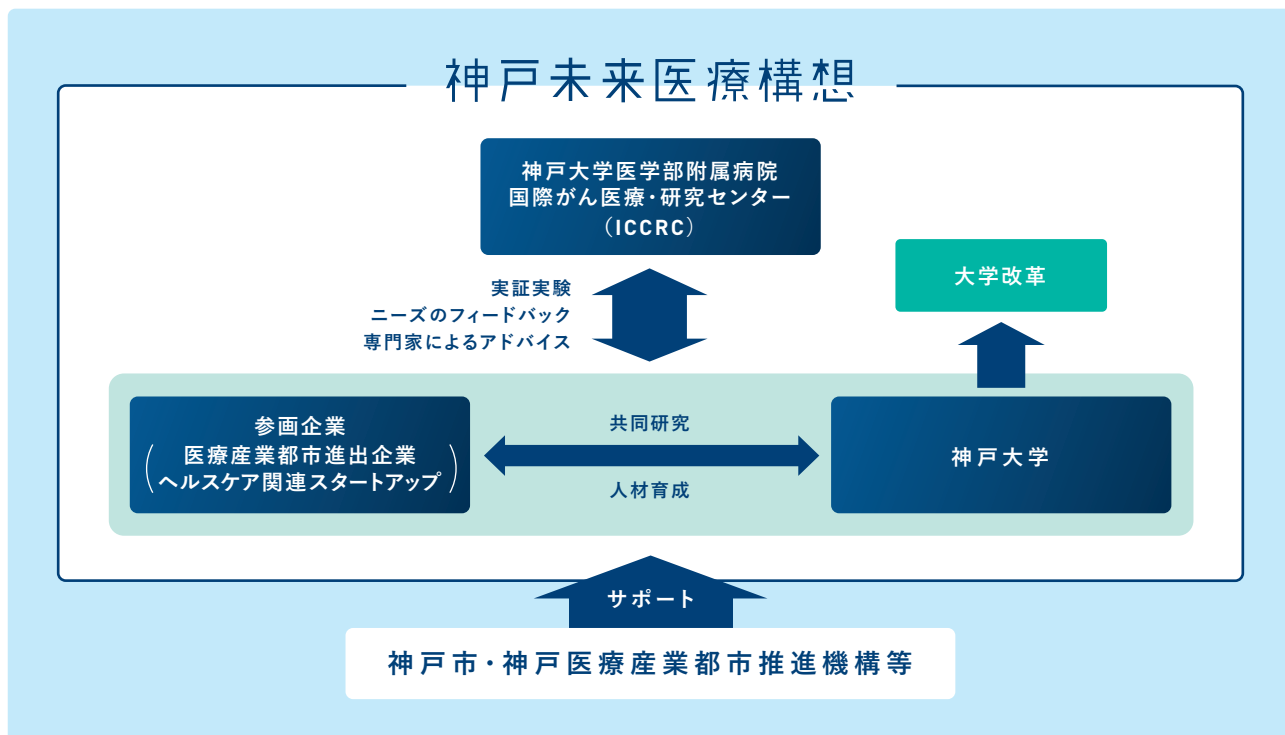 神戸未来医療構想
神戸大学医学部附属病院
国際がん医療・研究センター
（ICCRC）
大学改革
実証実験
ニーズのフィードバック
専門家によるアドバイス
参画企業
（医療産業都市進出企業
ヘルスケア関連スタートアップ）
共同研究
人材育成
神戸大学
サポート
神戸市・神戸医療産業都市推進機構等